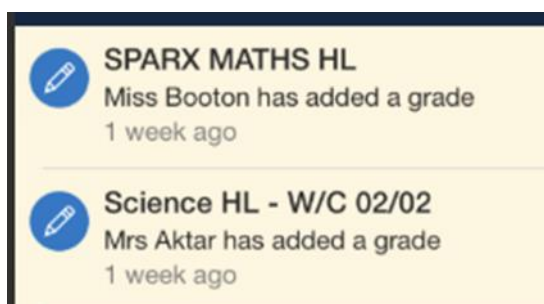 SPARX MATHS HL
Miss Booton has added a grade
1 week ago
Science HL - W/C 02/02
Mrs Aktar has added a grade
1 week ago